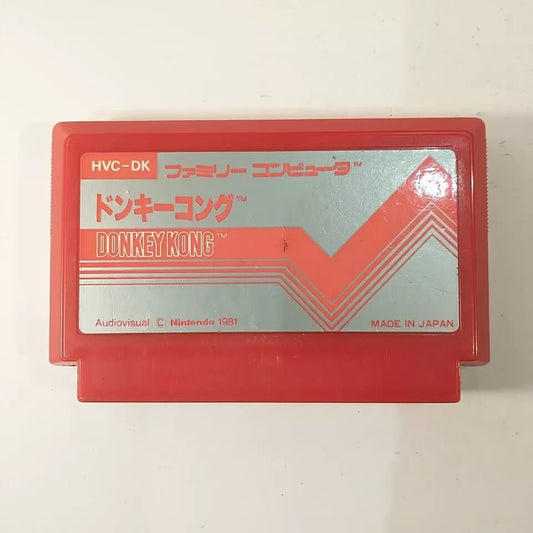 HVC-DK ファミリー コンピュータ™
ドンキーコング™
DONKEY KONG™
Audiovisual © Nintendo 1981 MADE IN JAPAN